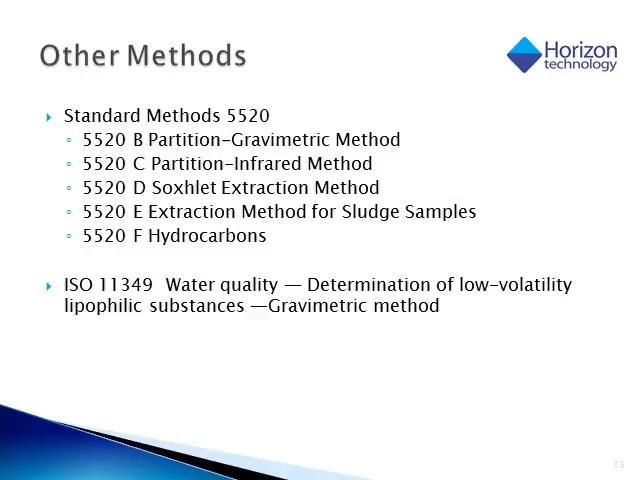 Other Methods
Horizon
technology
Standard Methods 5520
5520 B Partition-Gravimetric Method
5520 C Partition-Infrared Method
5520 D Soxhlet Extraction Method
5520 E Extraction Method for Sludge Samples
5520 F Hydrocarbons
ISO 11349 Water quality — Determination of low-volatility
lipophilic substances —Gravimetric method
13